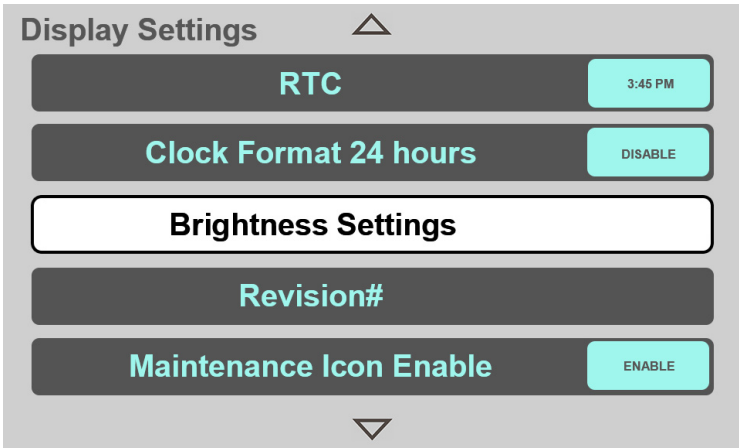 Display Settings
RTC 3:45 PM
Clock Format 24 hours DISABLE
Brightness Settings
Revision#
Maintenance Icon Enable ENABLE